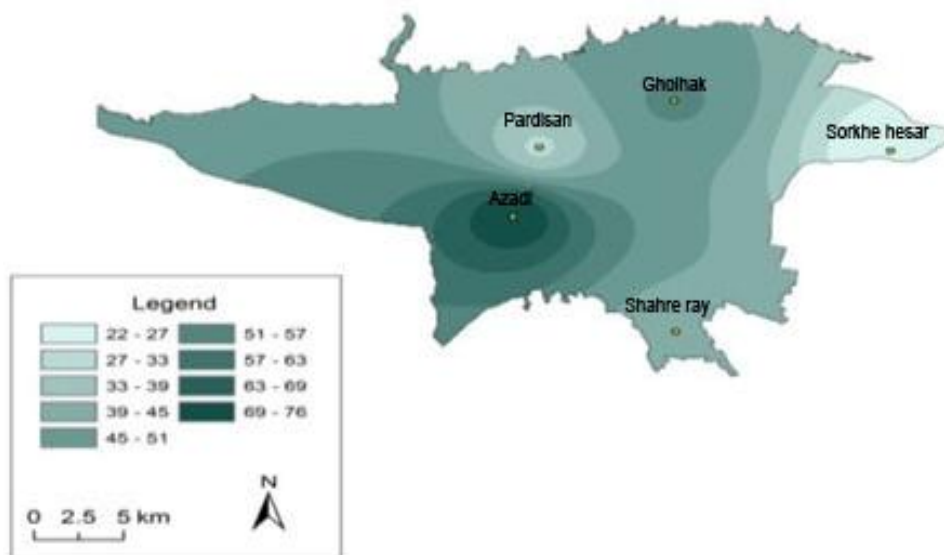 Gholhak
Pardisan
Sorkhe hesar
Azadi
Shahre ray
Legend
22 - 27
27 - 33
33 - 39
39 - 45
45 - 51
51 - 57
57 - 63
63 - 69
69 - 76
N
0 2.5 5 km